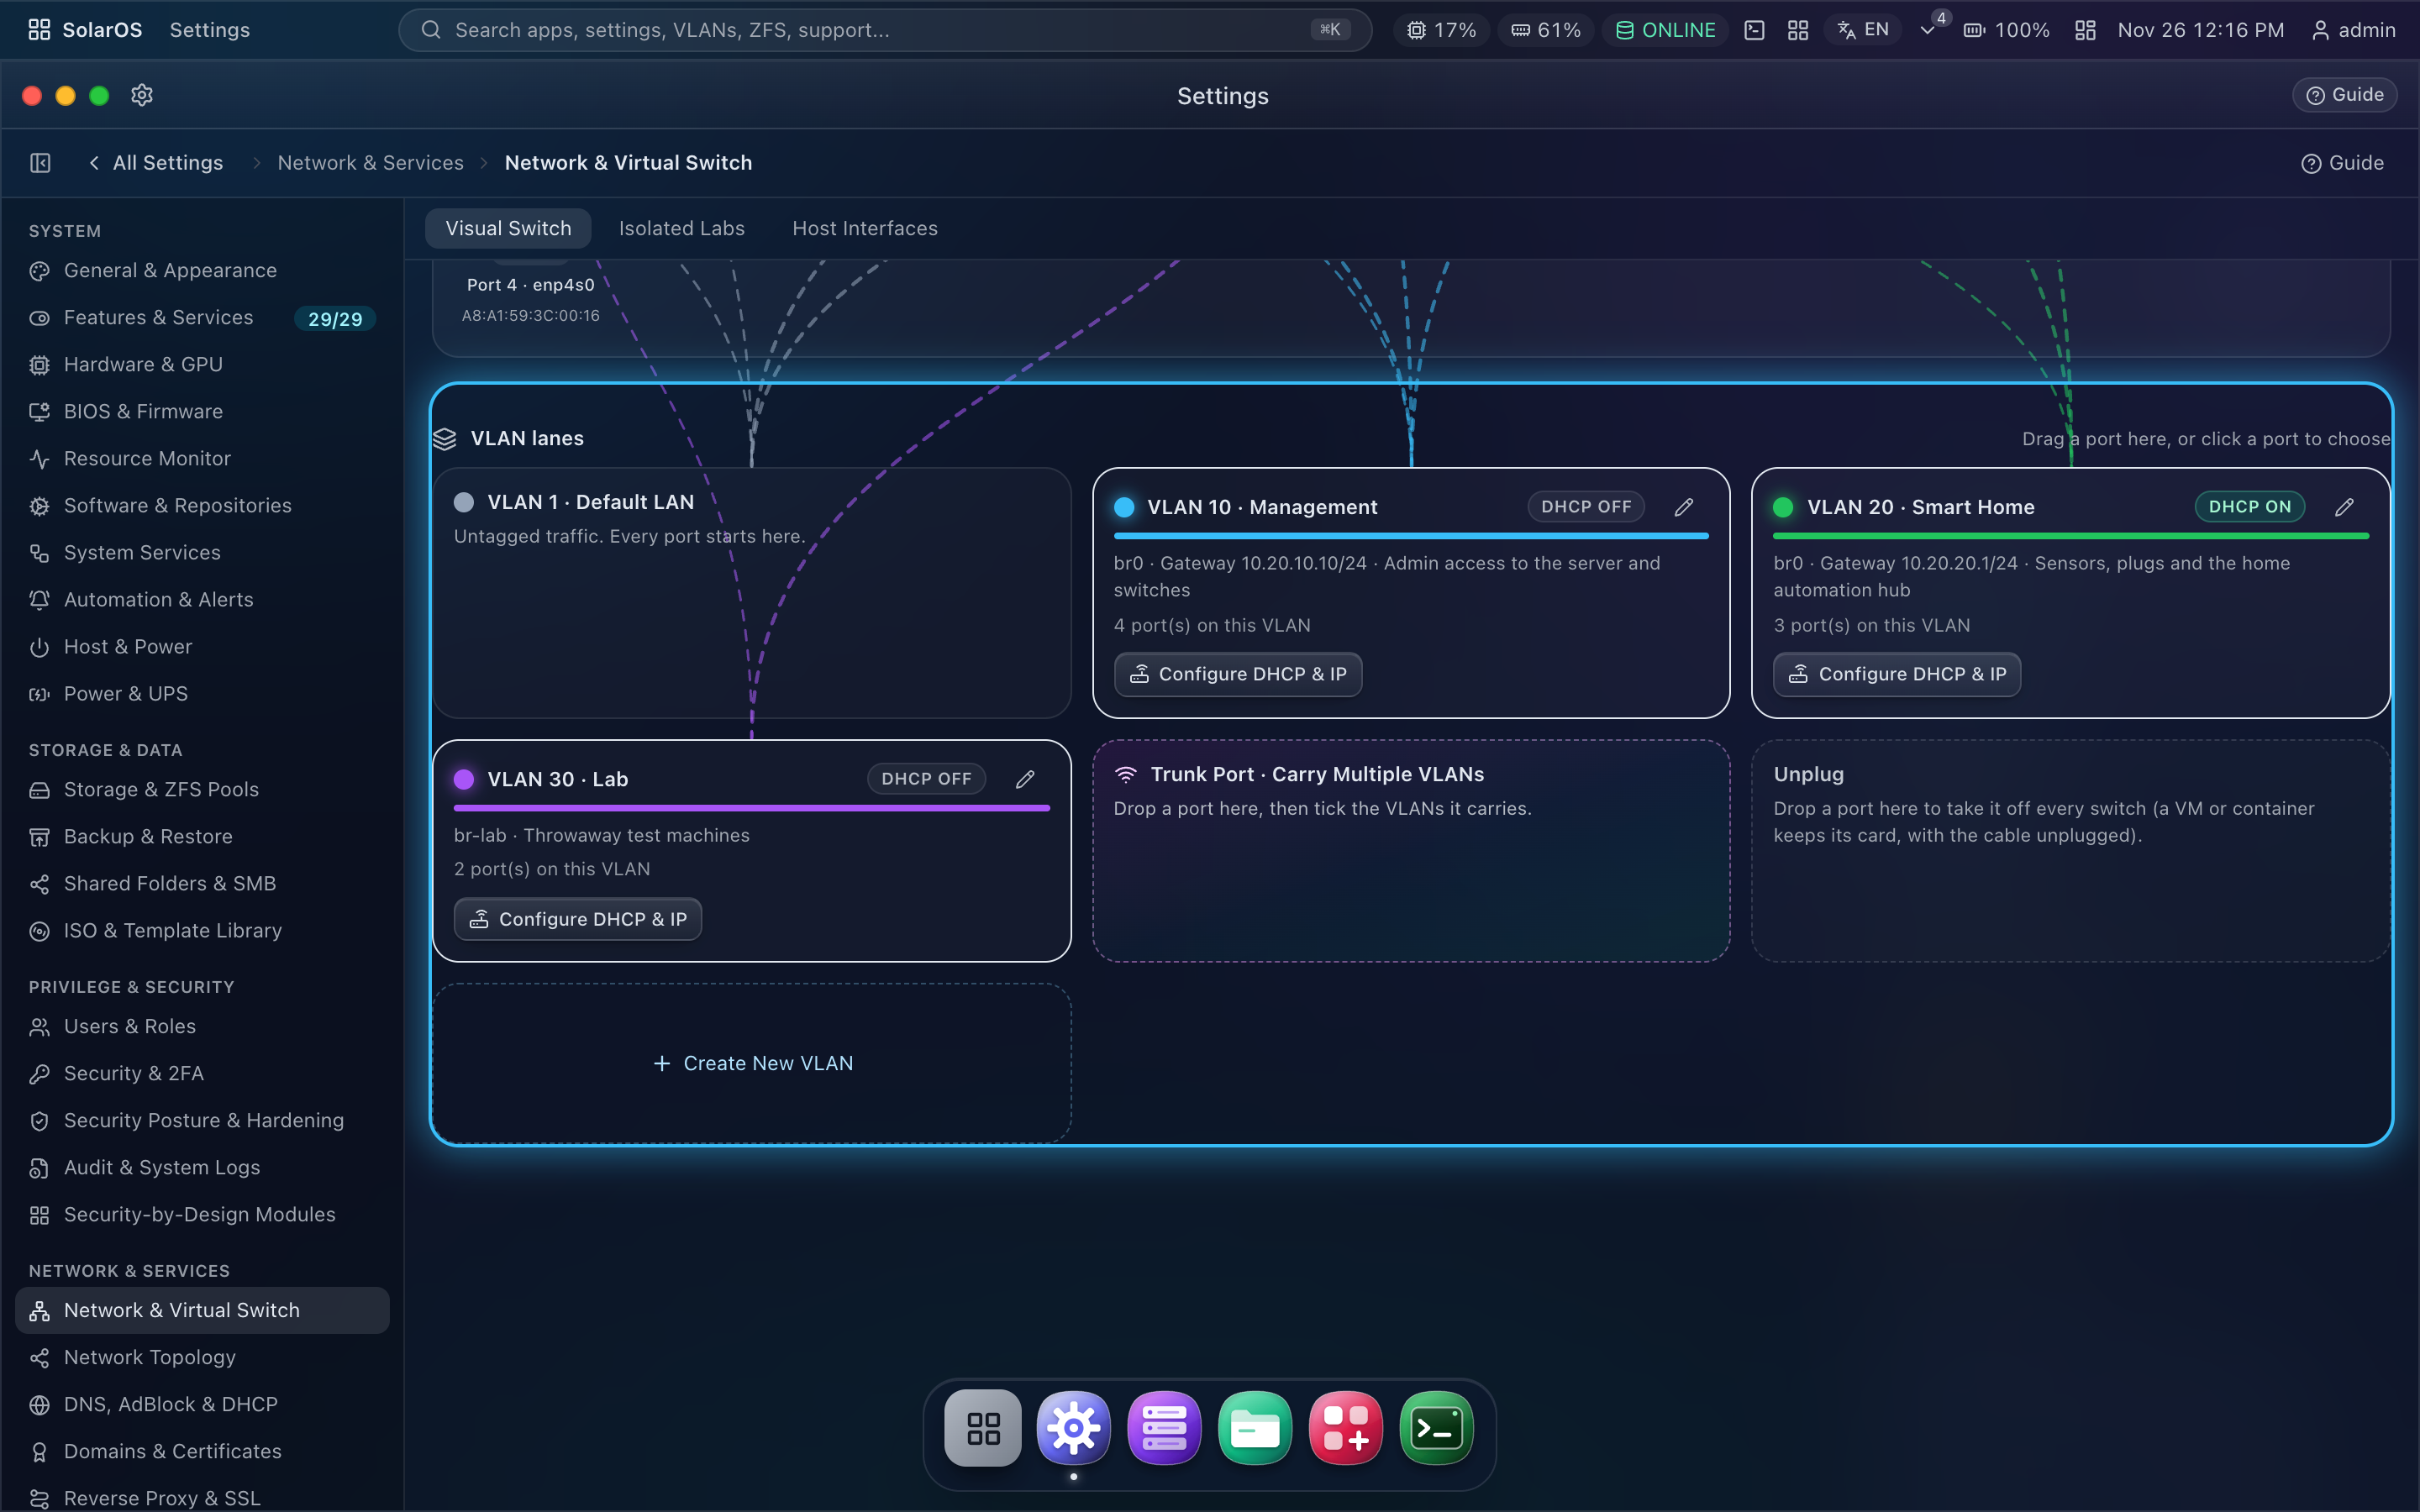 SolarOS
Settings
Search apps, settings, VLANs, ZFS, support...
⌘K
17%
61%
ONLINE
EN
4
100%
Nov 26 12:16 PM
admin
Settings
Guide
All Settings
Network & Services
Network & Virtual Switch
Guide
SYSTEM
General & Appearance
Features & Services
29/29
Hardware & GPU
BIOS & Firmware
Resource Monitor
Software & Repositories
System Services
Automation & Alerts
Host & Power
Power & UPS
STORAGE & DATA
Storage & ZFS Pools
Backup & Restore
Shared Folders & SMB
ISO & Template Library
PRIVILEGE & SECURITY
Users & Roles
Security & 2FA
Security Posture & Hardening
Audit & System Logs
Security-by-Design Modules
NETWORK & SERVICES
Network & Virtual Switch
Network Topology
DNS, AdBlock & DHCP
Domains & Certificates
Reverse Proxy & SSL
Visual Switch
Isolated Labs
Host Interfaces
Port 4 · enp4s0
A8:A1:59:3C:00:16
VLAN lanes
Drag a port here, or click a port to choose
VLAN 1 · Default LAN
Untagged traffic. Every port starts here.
VLAN 10 · Management
DHCP OFF
br0 · Gateway 10.20.10.10/24 · Admin access to the server and
switches
4 port(s) on this VLAN
Configure DHCP & IP
VLAN 20 · Smart Home
DHCP ON
br0 · Gateway 10.20.20.1/24 · Sensors, plugs and the home
automation hub
3 port(s) on this VLAN
Configure DHCP & IP
VLAN 30 · Lab
DHCP OFF
br-lab · Throwaway test machines
2 port(s) on this VLAN
Configure DHCP & IP
Trunk Port · Carry Multiple VLANs
Drop a port here, then tick the VLANs it carries.
Unplug
Drop a port here to take it off every switch (a VM or container
keeps its card, with the cable unplugged).
Create New VLAN